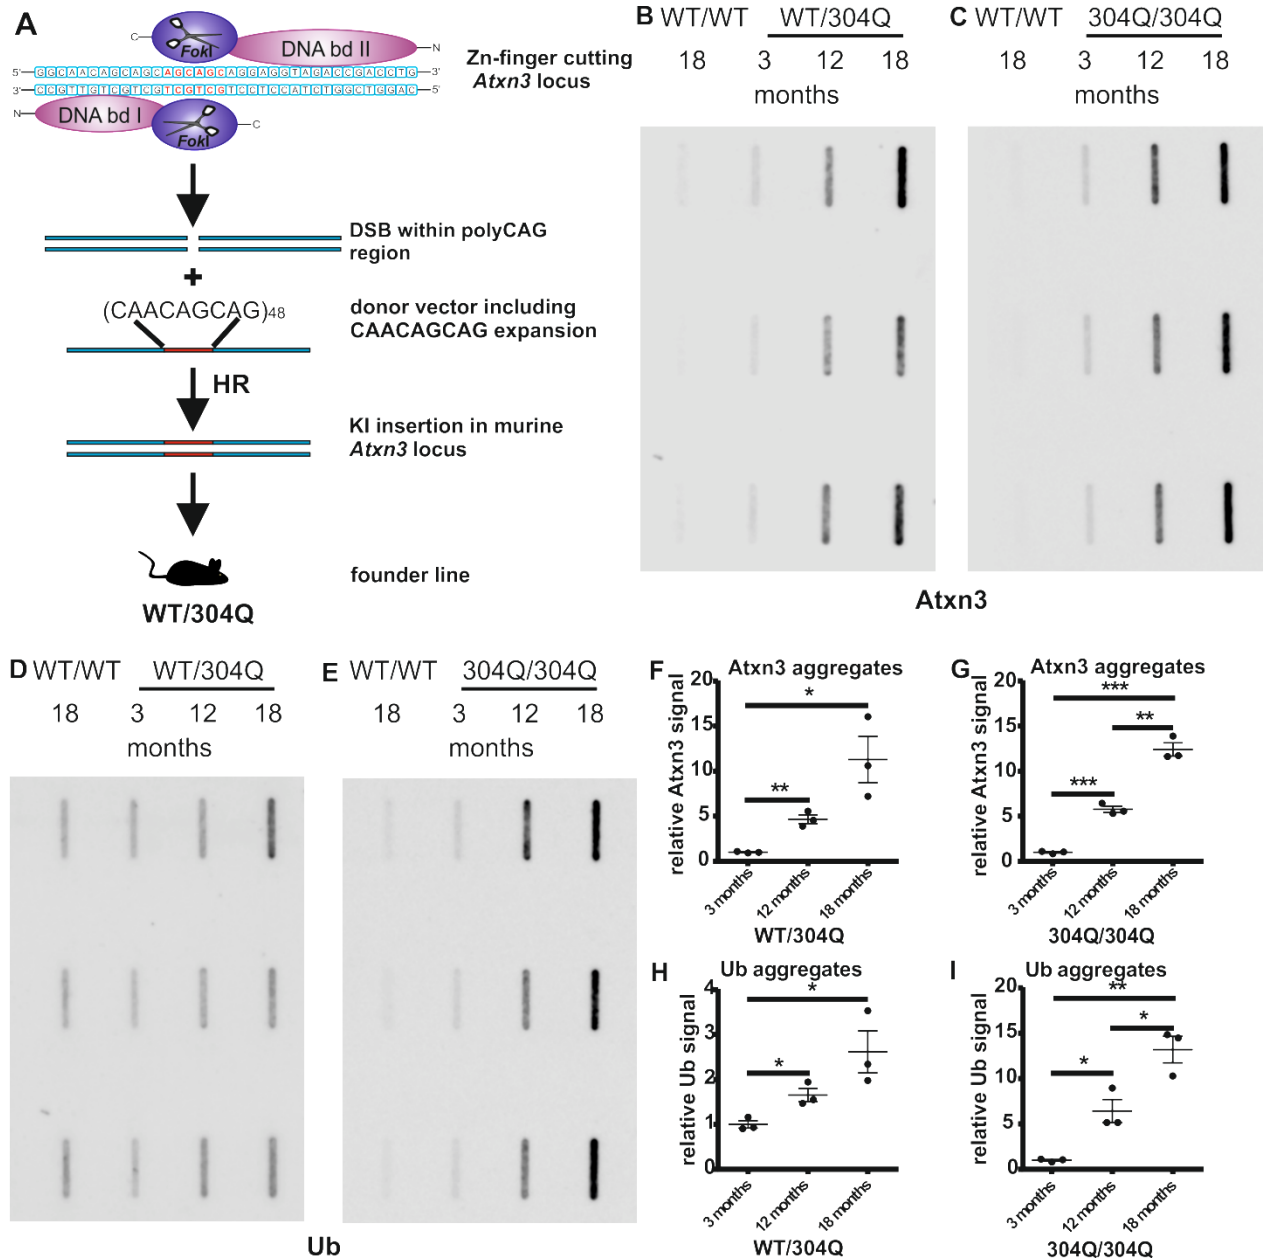 A
C
FokI
DNA bd II
N
5'
GGCAACAGCAGCAGCAGCAGGAGGTAGACCGACCTG
3'
3'
CCGTTGTCGTCGTCGTCGTCCTCCATCTGGCTGGAC
5'
N
DNA bd I
FokI
C
Zn-finger cutting
Atxn3 locus
DSB within polyCAG
region
+
(CAACAGCAG)48
donor vector including
CAACAGCAG expansion
HR
KI insertion in murine
Atxn3 locus
founder line
WT/304Q
B WT/WT WT/304Q
18 3 12 18
months
C WT/WT 304Q/304Q
18 3 12 18
months
Atxn3
D WT/WT WT/304Q
18 3 12 18
months
E WT/WT 304Q/304Q
18 3 12 18
months
Ub
F Atxn3 aggregates
relative Atxn3 signal
20
15
10
5
0
*
**
3 months 12 months 18 months
WT/304Q
G Atxn3 aggregates
relative Atxn3 signal
20
15
10
5
0
***
**
***
3 months 12 months 18 months
304Q/304Q
H Ub aggregates
relative Ub signal
4
3
2
1
0
*
*
3 months 12 months 18 months
WT/304Q
I Ub aggregates
relative Ub signal
20
15
10
5
0
**
*
*
3 months 12 months 18 months
304Q/304Q